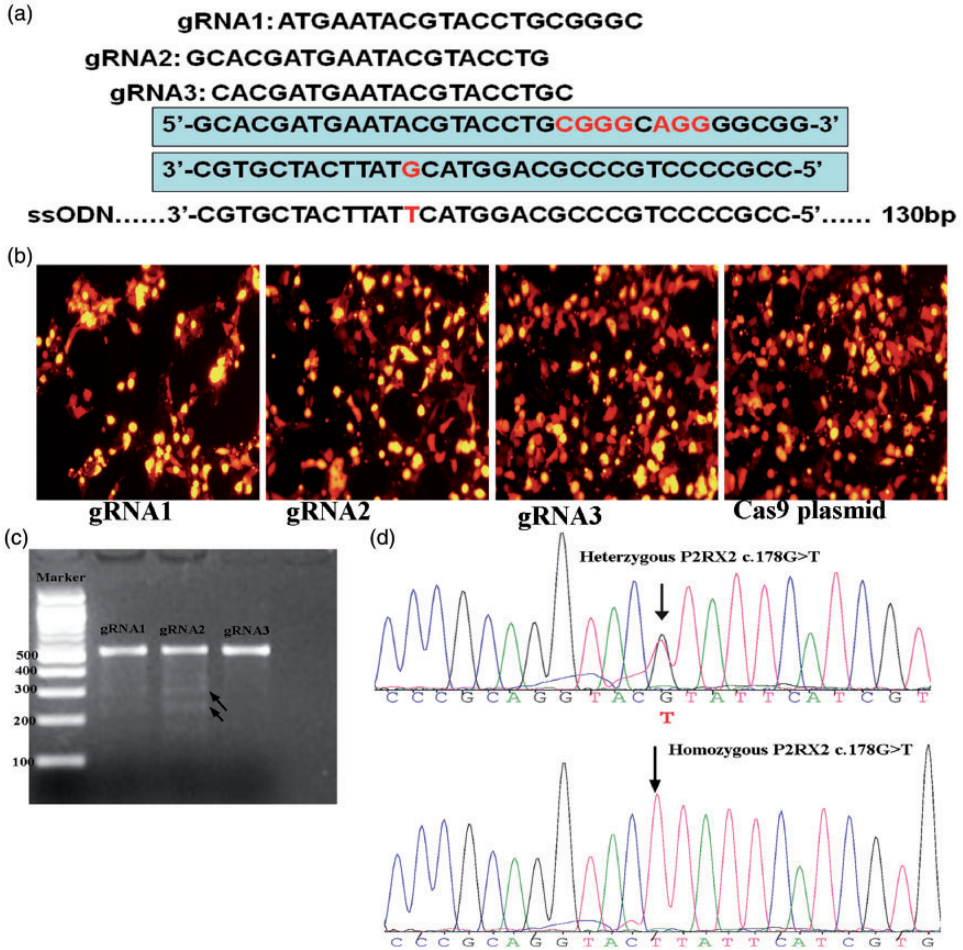 (a)
gRNA1: ATGAATACGTACCTGCGGGC
gRNA2: GCACGATGAATACGTACCTG
gRNA3: CACGATGAATACGTACCTGC
5’-GCACGATGAATACGTACCTGCGGGCAGGGGCGG-3’
3’-CGTGCTACTTATGCATGGACGCCCGTCCCCGCC-5’
ssODN......3’-CGTGCTACTTATTCATGGACGCCCGTCCCCGCC-5’...... 130bp
(b)
gRNA1 gRNA2 gRNA3 Cas9 plasmid
(c)
Marker
gRNA1 gRNA2 gRNA3
500
400
300
200
100
(d)
Heterzygous P2RX2 c.178G>T
C C C G C A G G T A C G T A T T C A T C G T
T
Homozygous P2RX2 c.178G>T
C C C G C A G G T A C T T A T T C A T C G T G